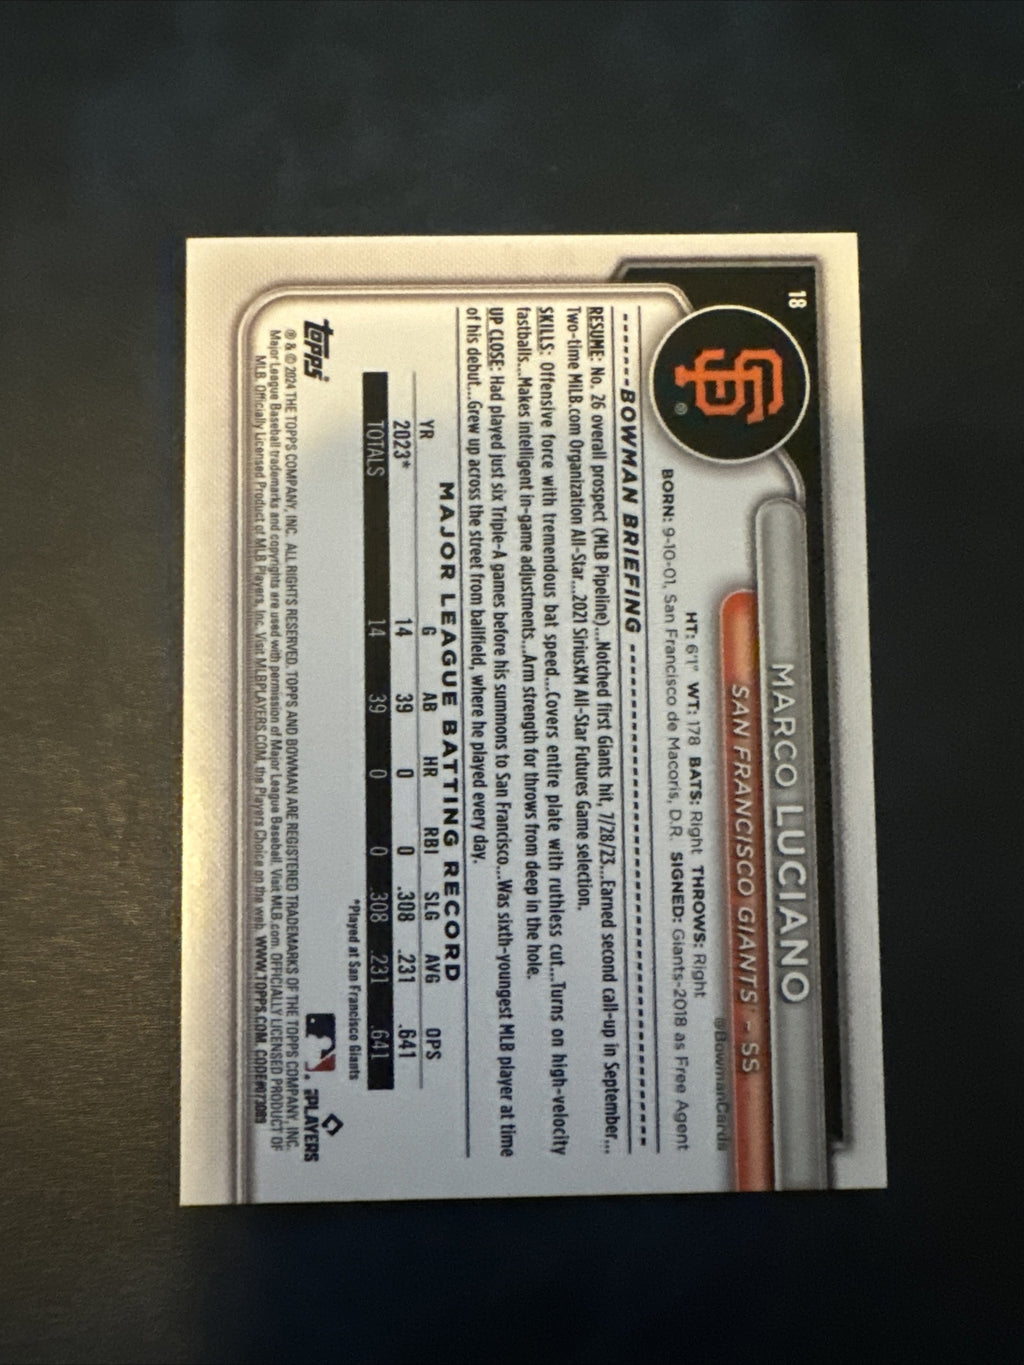 18
SF
®
MARCO LUCIANO
SAN FRANCISCO GIANTS® – SS
@BowmanCards
HT: 6'1" WT: 178 BATS: Right THROWS: Right
BORN: 9-10-01, San Francisco de Macoris, D.R. SIGNED: Giants-2018 as Free Agent
BOWMAN BRIEFING
RESUME: No. 26 overall prospect (MLB Pipeline)...Notched first Giants hit, 7/28/23...Earned second call-up in September...
Two-time MiLB.com Organization All-Star...2021 SiriusXM All-Star Futures Game selection.
SKILLS: Offensive force with tremendous bat speed...Covers entire plate with ruthless cut...Turns on high-velocity
fastballs...Makes intelligent in-game adjustments...Arm strength for throws from deep in the hole.
UP CLOSE: Had played just six Triple-A games before his summons to San Francisco...Was sixth-youngest MLB player at time
of his debut...Grew up across the street from ballfield, where he played every day.
MAJOR LEAGUE BATTING RECORD
YR G AB HR RBI SLG AVG OPS
2023* 14 39 0 0 .308 .231 .641
TOTALS 14 39 0 0 .308 .231 .641
*Played at San Francisco Giants
topps®
PLAYERS
® & © 2024 THE TOPPS COMPANY, INC. ALL RIGHTS RESERVED. TOPPS AND BOWMAN ARE REGISTERED TRADEMARKS OF THE TOPPS COMPANY, INC.
Major League Baseball trademarks and copyrights are used with permission of Major League Baseball. Visit MLB.com. OFFICIALLY LICENSED PRODUCT OF
MLB. Officially Licensed Product of MLB Players, Inc. Visit MLBPLAYERS.COM, the Players Choice on the web. WWW.TOPPS.COM. CODE#073089